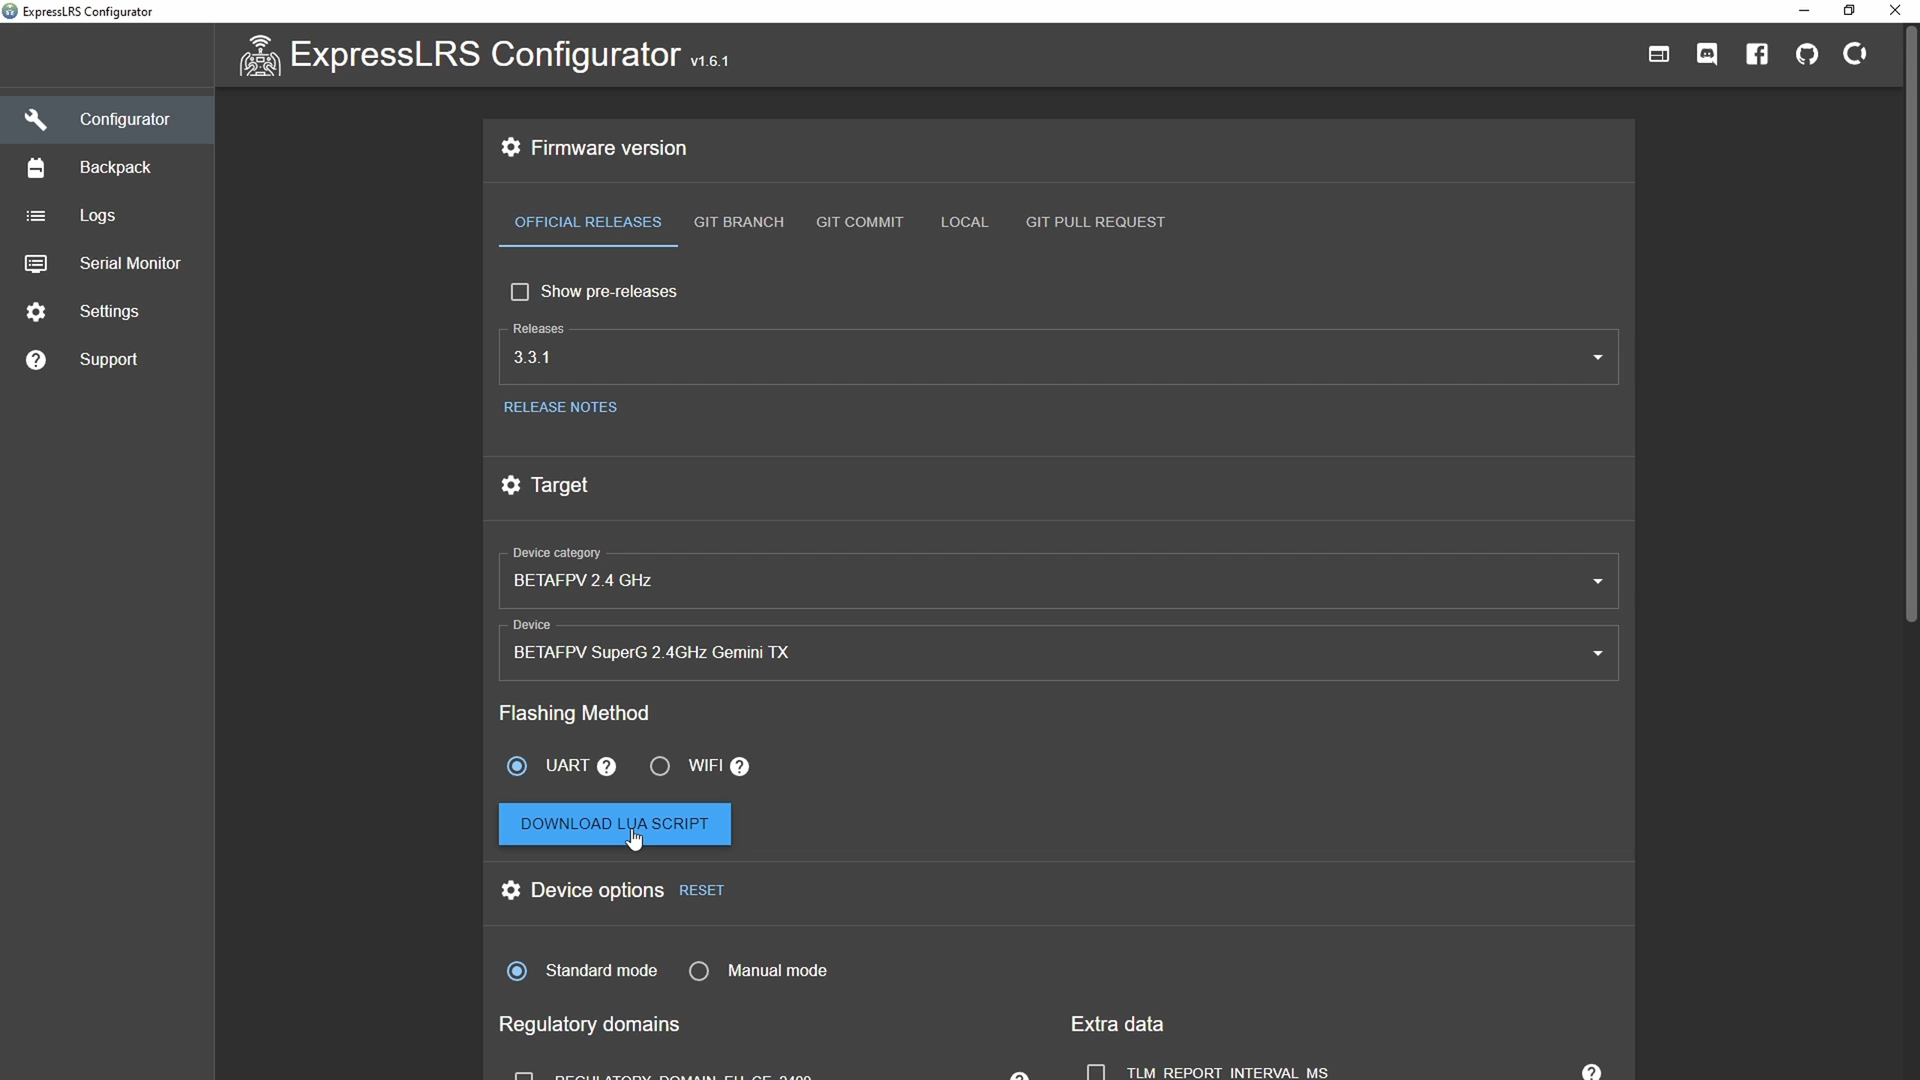 ExpressLRS Configurator
ExpressLRS Configurator v1.6.1
Configurator
Backpack
Logs
Serial Monitor
Settings
Support
Firmware version
OFFICIAL RELEASES GIT BRANCH GIT COMMIT LOCAL GIT PULL REQUEST
Show pre-releases
Releases
3.3.1
RELEASE NOTES
Target
Device category
BETAFPV 2.4 GHz
Device
BETAFPV SuperG 2.4GHz Gemini TX
Flashing Method
UART WIFI
DOWNLOAD LUA SCRIPT
Device options RESET
Standard mode Manual mode
Regulatory domains Extra data
REGULATORY_DOMAIN_EU_CE_2400 TLM_REPORT_INTERVAL_MS